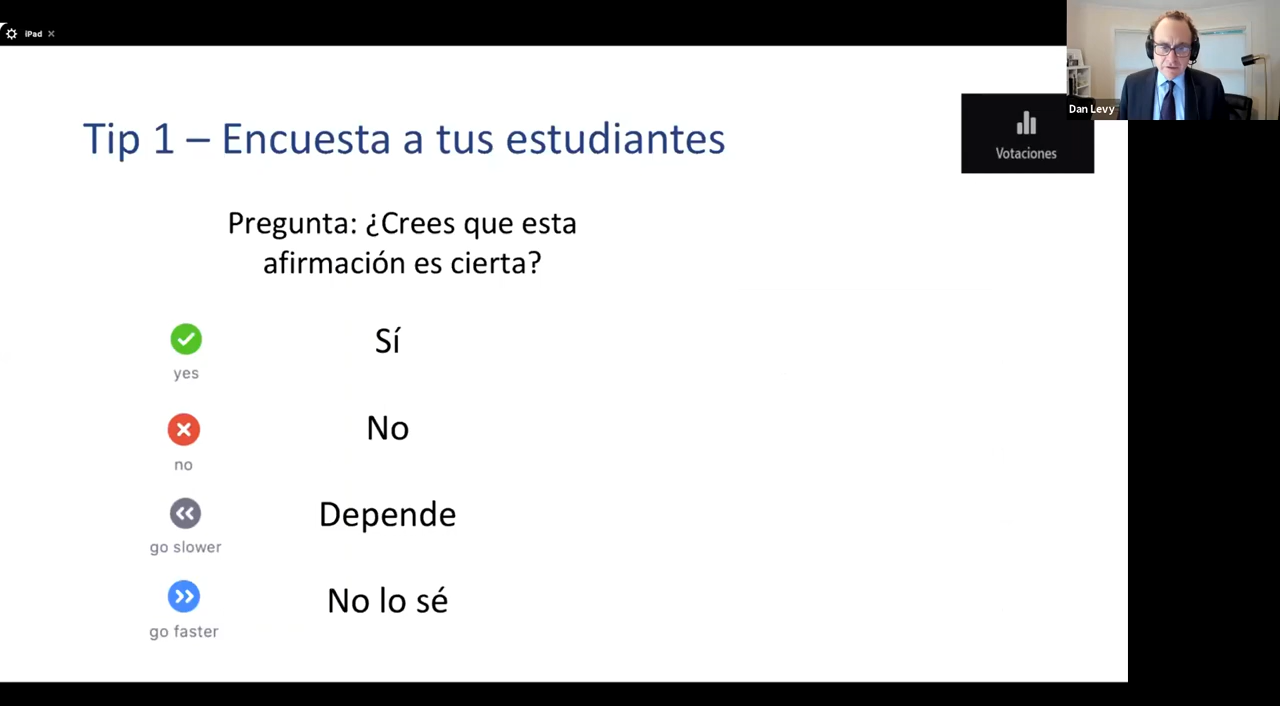 iPad
Dan Levy
Votaciones
Tip 1 – Encuesta a tus estudiantes
Pregunta: ¿Crees que esta
afirmación es cierta?
yes
Sí
no
No
go slower
Depende
go faster
No lo sé